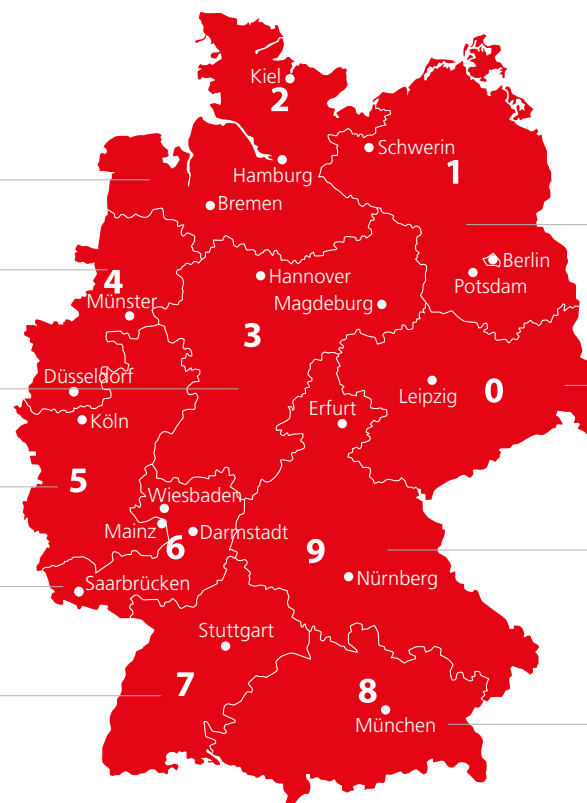 Kiel
2
Schwerin
1
Hamburg
Bremen
Berlin
Hannover
Potsdam
4
Münster
Magdeburg
3
Düsseldorf
Leipzig
0
Erfurt
Köln
5
Wiesbaden
Mainz
Darmstadt
6
9
Nürnberg
Saarbrücken
Stuttgart
7
8
München